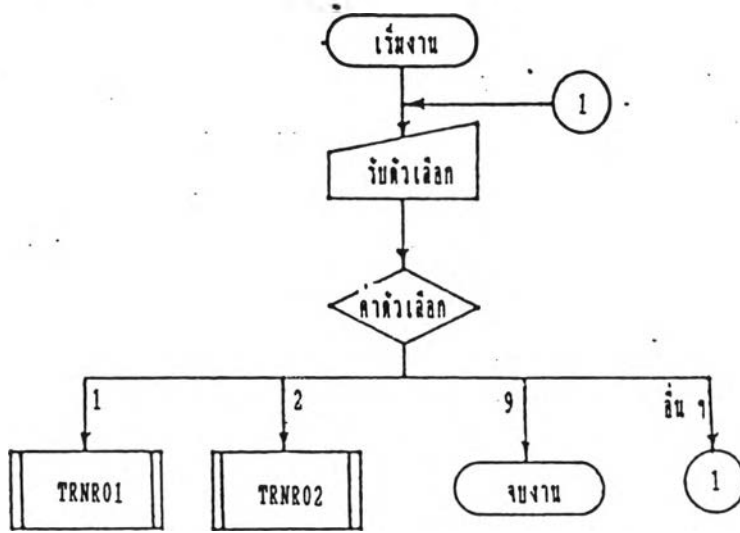 เริ่มงาน
1
รับตัวเลือก
ค่าตัวเลือก
1
2
9
อื่น ๆ
TRNR01
TRNR02
จบงาน
1